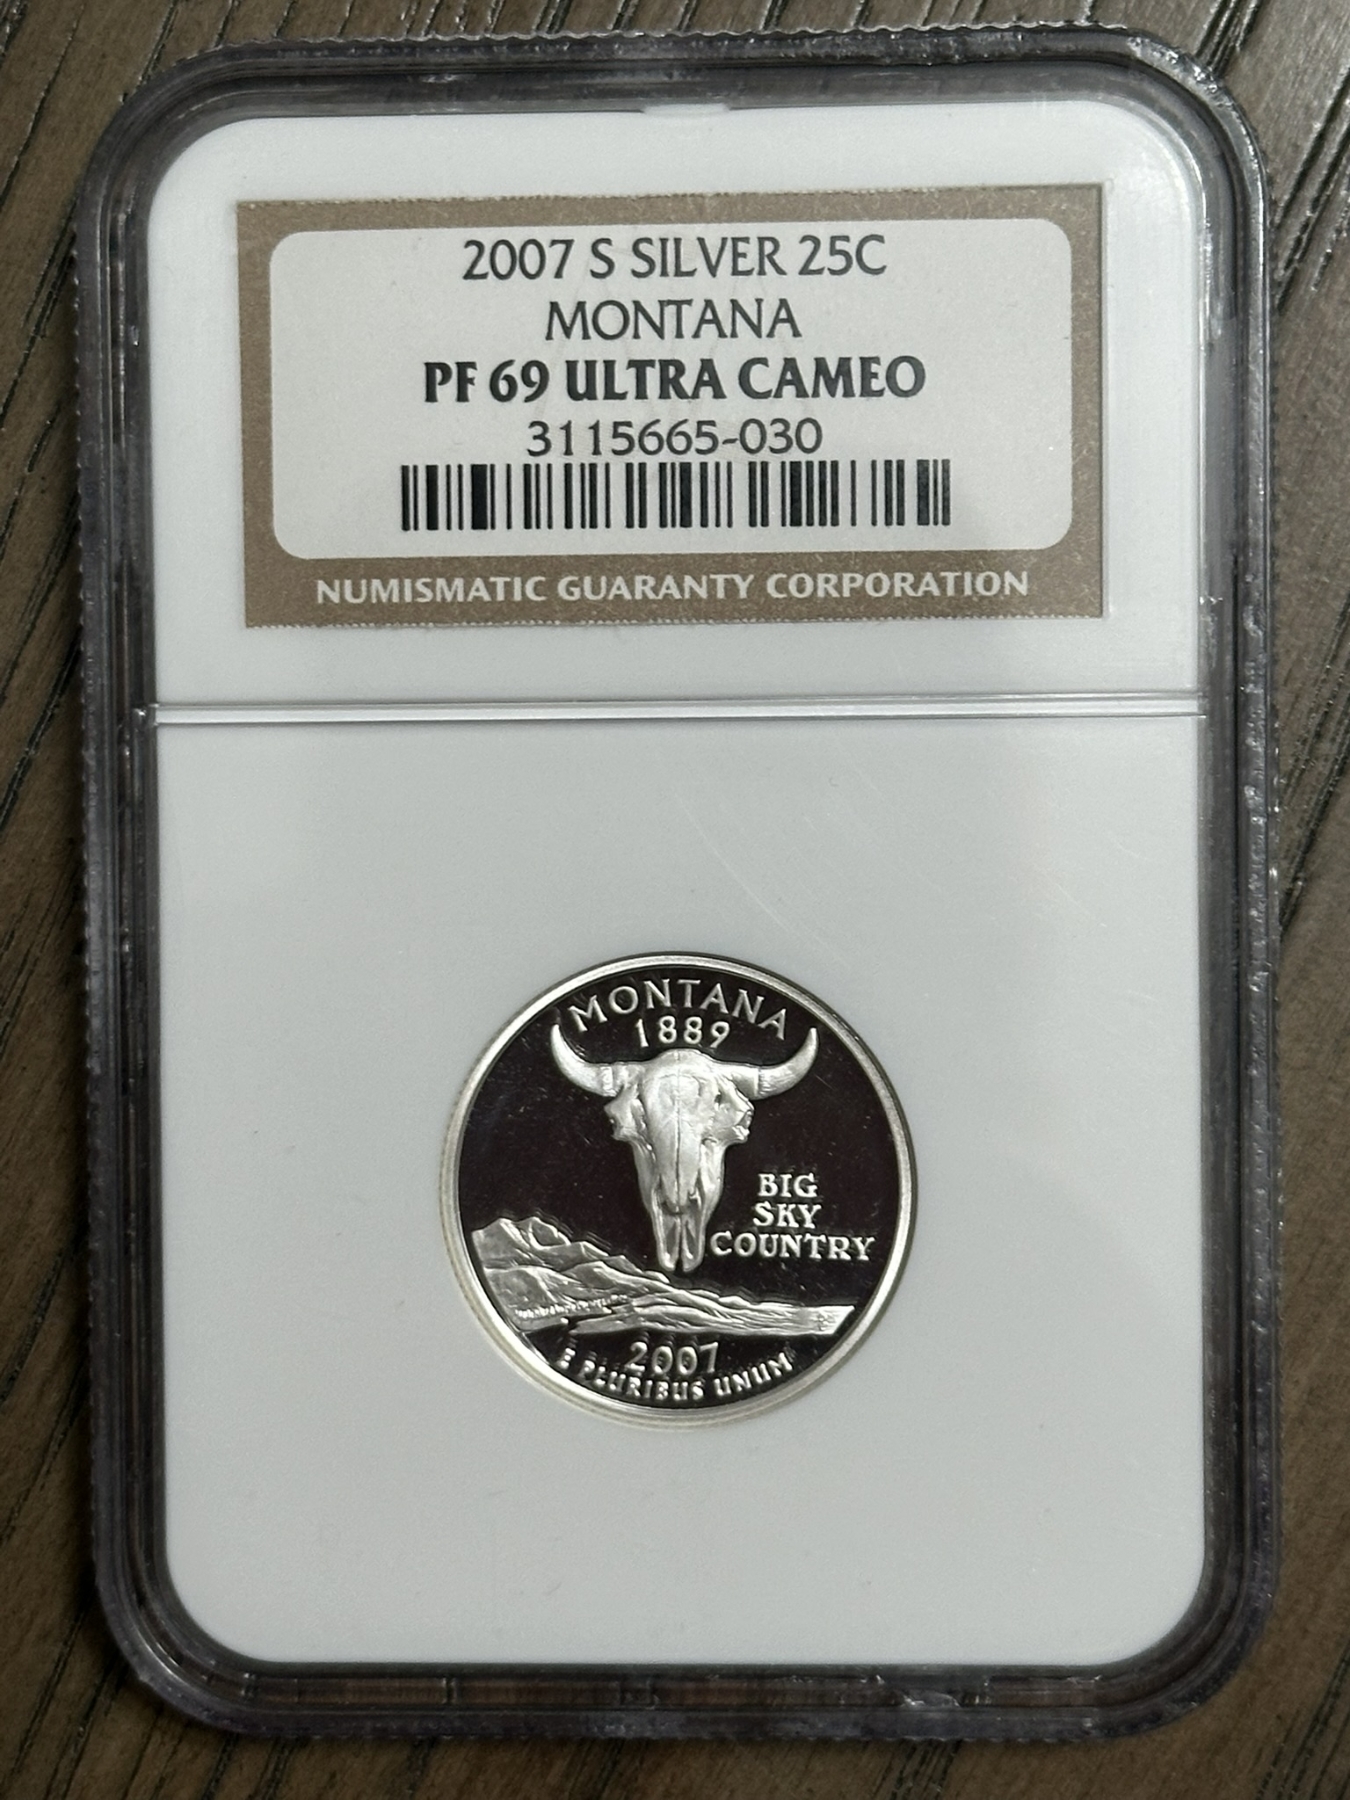 2007 S SILVER 25C
MONTANA
PF 69 ULTRA CAMEO
3115665-030
NUMISMATIC GUARANTY CORPORATION
MONTANA
1889
BIG
SKY
COUNTRY
2007
E PLURIBUS UNUM